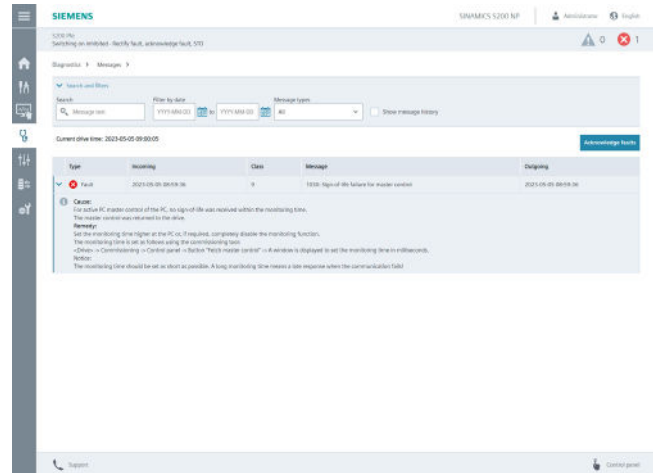 SIEMENS
SINAMICS S200 NP
Administrator
English
S200 PN
Switching on inhibited - Rectify fault, acknowledge fault, STO
0
1
Diagnostics > Messages >
Search and filters
Search
Filter by date
Message types
Message text
YYYY-MM-DD
to
YYYY-MM-DD
All
Show message history
Current drive time: 2023-05-05 09:00:05
Acknowledge faults
Type
Incoming
Class
Message
Outgoing
Fault
2023-05-05 08:59:36
1030: Sign-of-life failure for master control
2023-05-05 08:59:36
Cause:
For active PC master control of the PC, no sign-of-life was received within the monitoring time.
The master control was returned to the drive.
Remedy:
Set the monitoring time higher at the PC or, if required, completely disable the monitoring function.
The monitoring time is set as follows using the commissioning tool:
<Drive> -> Commissioning -> Control panel -> Button "Fetch master control" -> A window is displayed to set the monitoring time in milliseconds.
Notice:
The monitoring time should be set as short as possible. A long monitoring time means a late response when the communication fails!
Support
Control panel